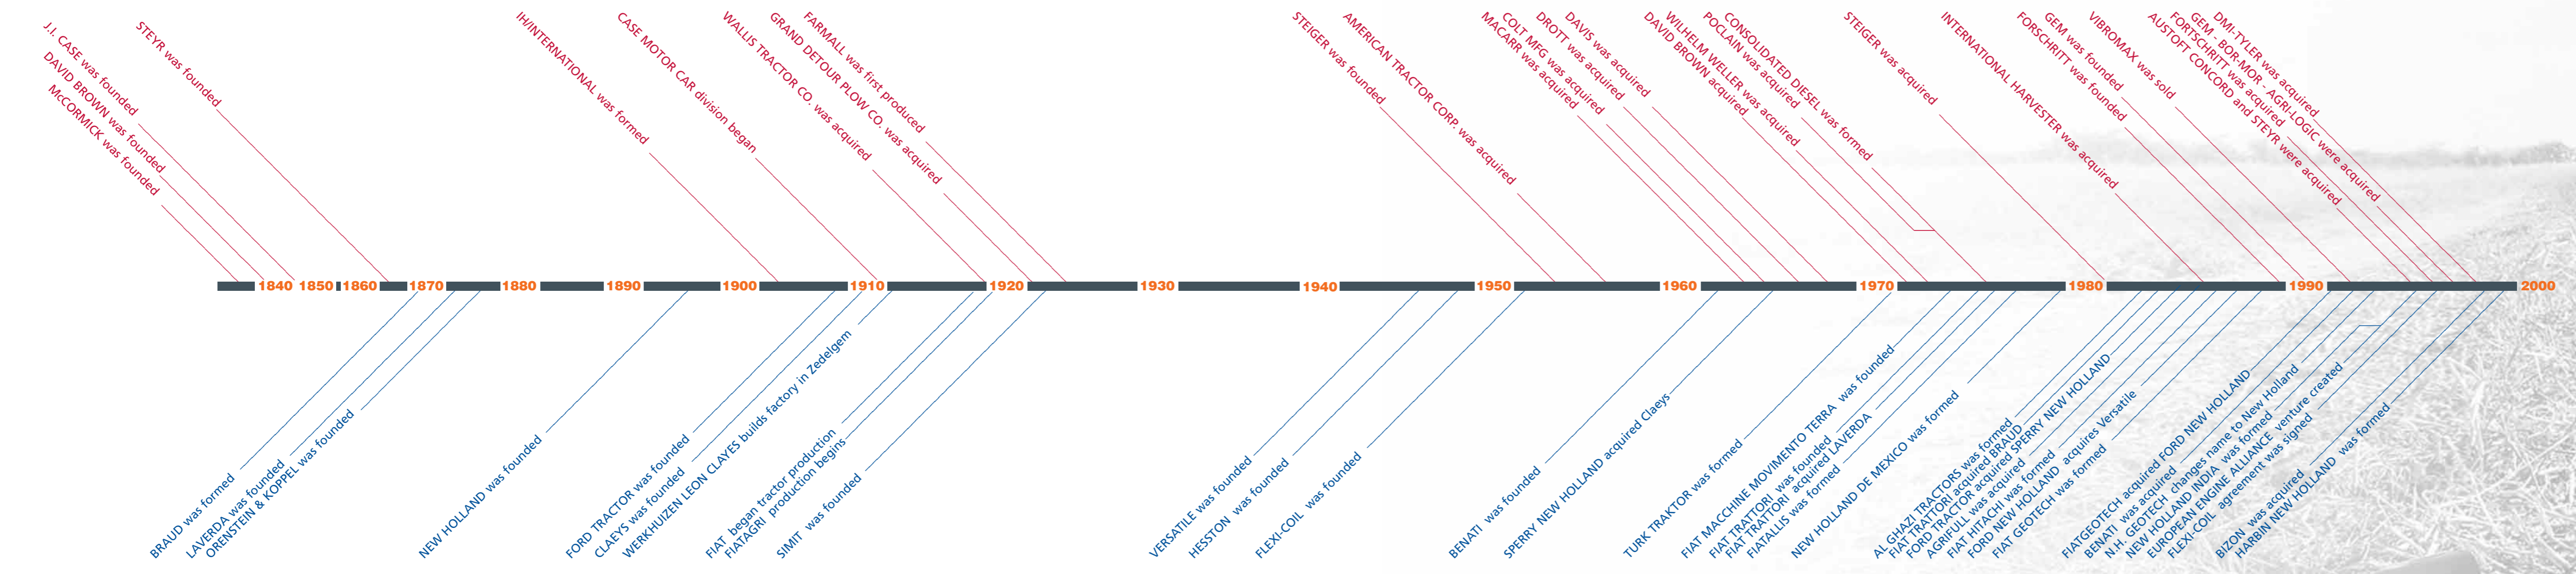 J.I. CASE was founded
DAVID BROWN was founded
McCORMICK was founded
STEYR was founded
IH/INTERNATIONAL was formed
CASE MOTOR CAR division began
WALLIS TRACTOR CO. was acquired
GRAND DETOUR PLOW CO. was acquired
FARMALL was first produced
STEIGER was founded
AMERICAN TRACTOR CORP. was acquired
MACARR was acquired
COLT MFG was acquired
DROTT was acquired
DAVIS was acquired
DAVID BROWN acquired
WILHELM WELLER was acquired
POCLAIN was acquired
CONSOLIDATED DIESEL was formed
STEIGER was acquired
INTERNATIONAL HARVESTER was acquired
FORSCHRITT was founded
GEM was founded
VIBROMAX was sold
AUSTOFT CONCORD and STEYR were acquired
FORTSCHRITT was acquired
GEM - BOR-MOR - AGRI-LOGIC were acquired
DMI-TYLER was acquired
1840 1850 1860 1870 1880 1890 1900 1910 1920 1930 1940 1950 1960 1970 1980 1990 2000
BRAUD was formed
LAVERDA was founded
ORENSTEIN & KOPPEL was founded
NEW HOLLAND was founded
FORD TRACTOR was founded
CLAEYS was founded
WERKHUIZEN LEON CLAYES builds factory in Zedelgem
FIAT began tractor production
FIATAGRI production begins
SIMIT was founded
VERSATILE was founded
HESSTON was founded
FLEXI-COIL was founded
BENATI was founded
SPERRY NEW HOLLAND acquired Claeys
TURK TRAKTOR was formed
FIAT MACCHINE MOVIMENTO TERRA was founded
FIAT TRATTORI was founded
FIAT TRATTORI acquired LAVERDA
FIATALLIS was formed
NEW HOLLAND DE MEXICO was formed
AL GHAZI TRACTORS was formed
FIAT TRATTORI acquired BRAUD
FORD TRACTOR acquired SPERRY NEW HOLLAND
AGRIFULL was acquired
FIAT HITACHI was formed
FORD NEW HOLLAND acquires Versatile
FIAT GEOTECH was formed
FIATGEOTECH acquired FORD NEW HOLLAND
BENATI was acquired
N.H. GEOTECH changes name to New Holland
NEW HOLLAND INDIA was formed
EUROPEAN ENGINE ALLIANCE venture created
FLEXI-COIL agreement was signed
BIZON was acquired
HARBIN NEW HOLLAND was formed